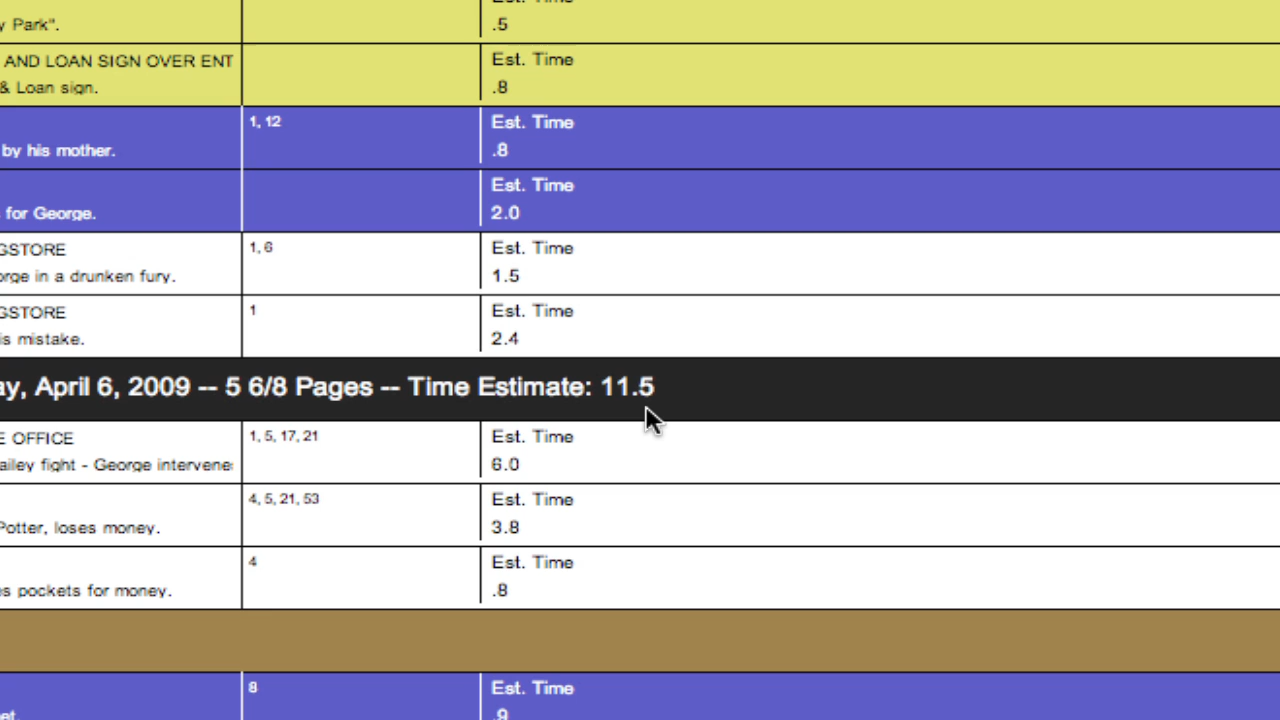 Est. Time
y Park".
.5
AND LOAN SIGN OVER ENT
Est. Time
& Loan sign.
.8
1, 12
Est. Time
by his mother.
.8
Est. Time
for George.
2.0
GSTORE
1, 6
Est. Time
orge in a drunken fury.
1.5
GSTORE
1
Est. Time
is mistake.
2.4
ay, April 6, 2009 -- 5 6/8 Pages -- Time Estimate: 11.5
E OFFICE
1, 5, 17, 21
Est. Time
ailey fight - George intervene
6.0
4, 5, 21, 53
Est. Time
Potter, loses money.
3.8
4
Est. Time
es pockets for money.
.8
8
Est. Time
et.
.9